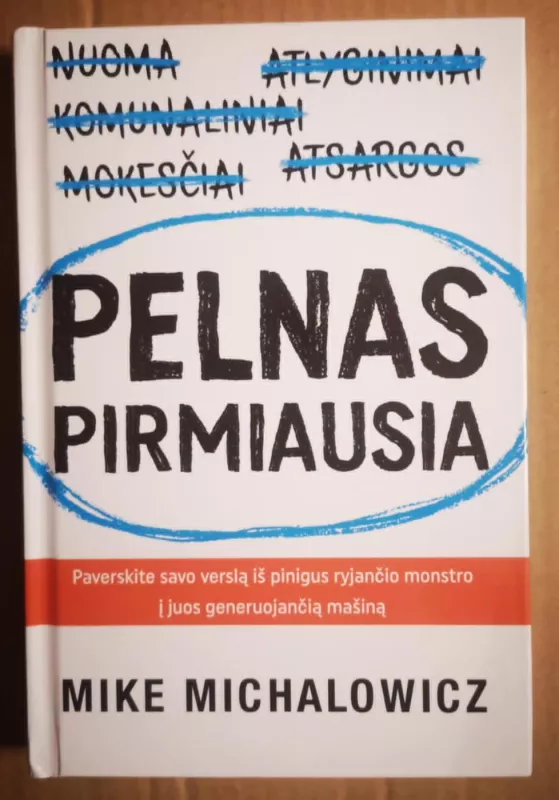 NUOMA
ATLYGINIMAI
KOMUNALINIAI
MOKESČIAI
ATSARGOS
PELNAS
PIRMIAUSIA
Paverskite savo verslą iš pinigus ryjančio monstro
į juos generuojančią mašiną
MIKE MICHALOWICZ